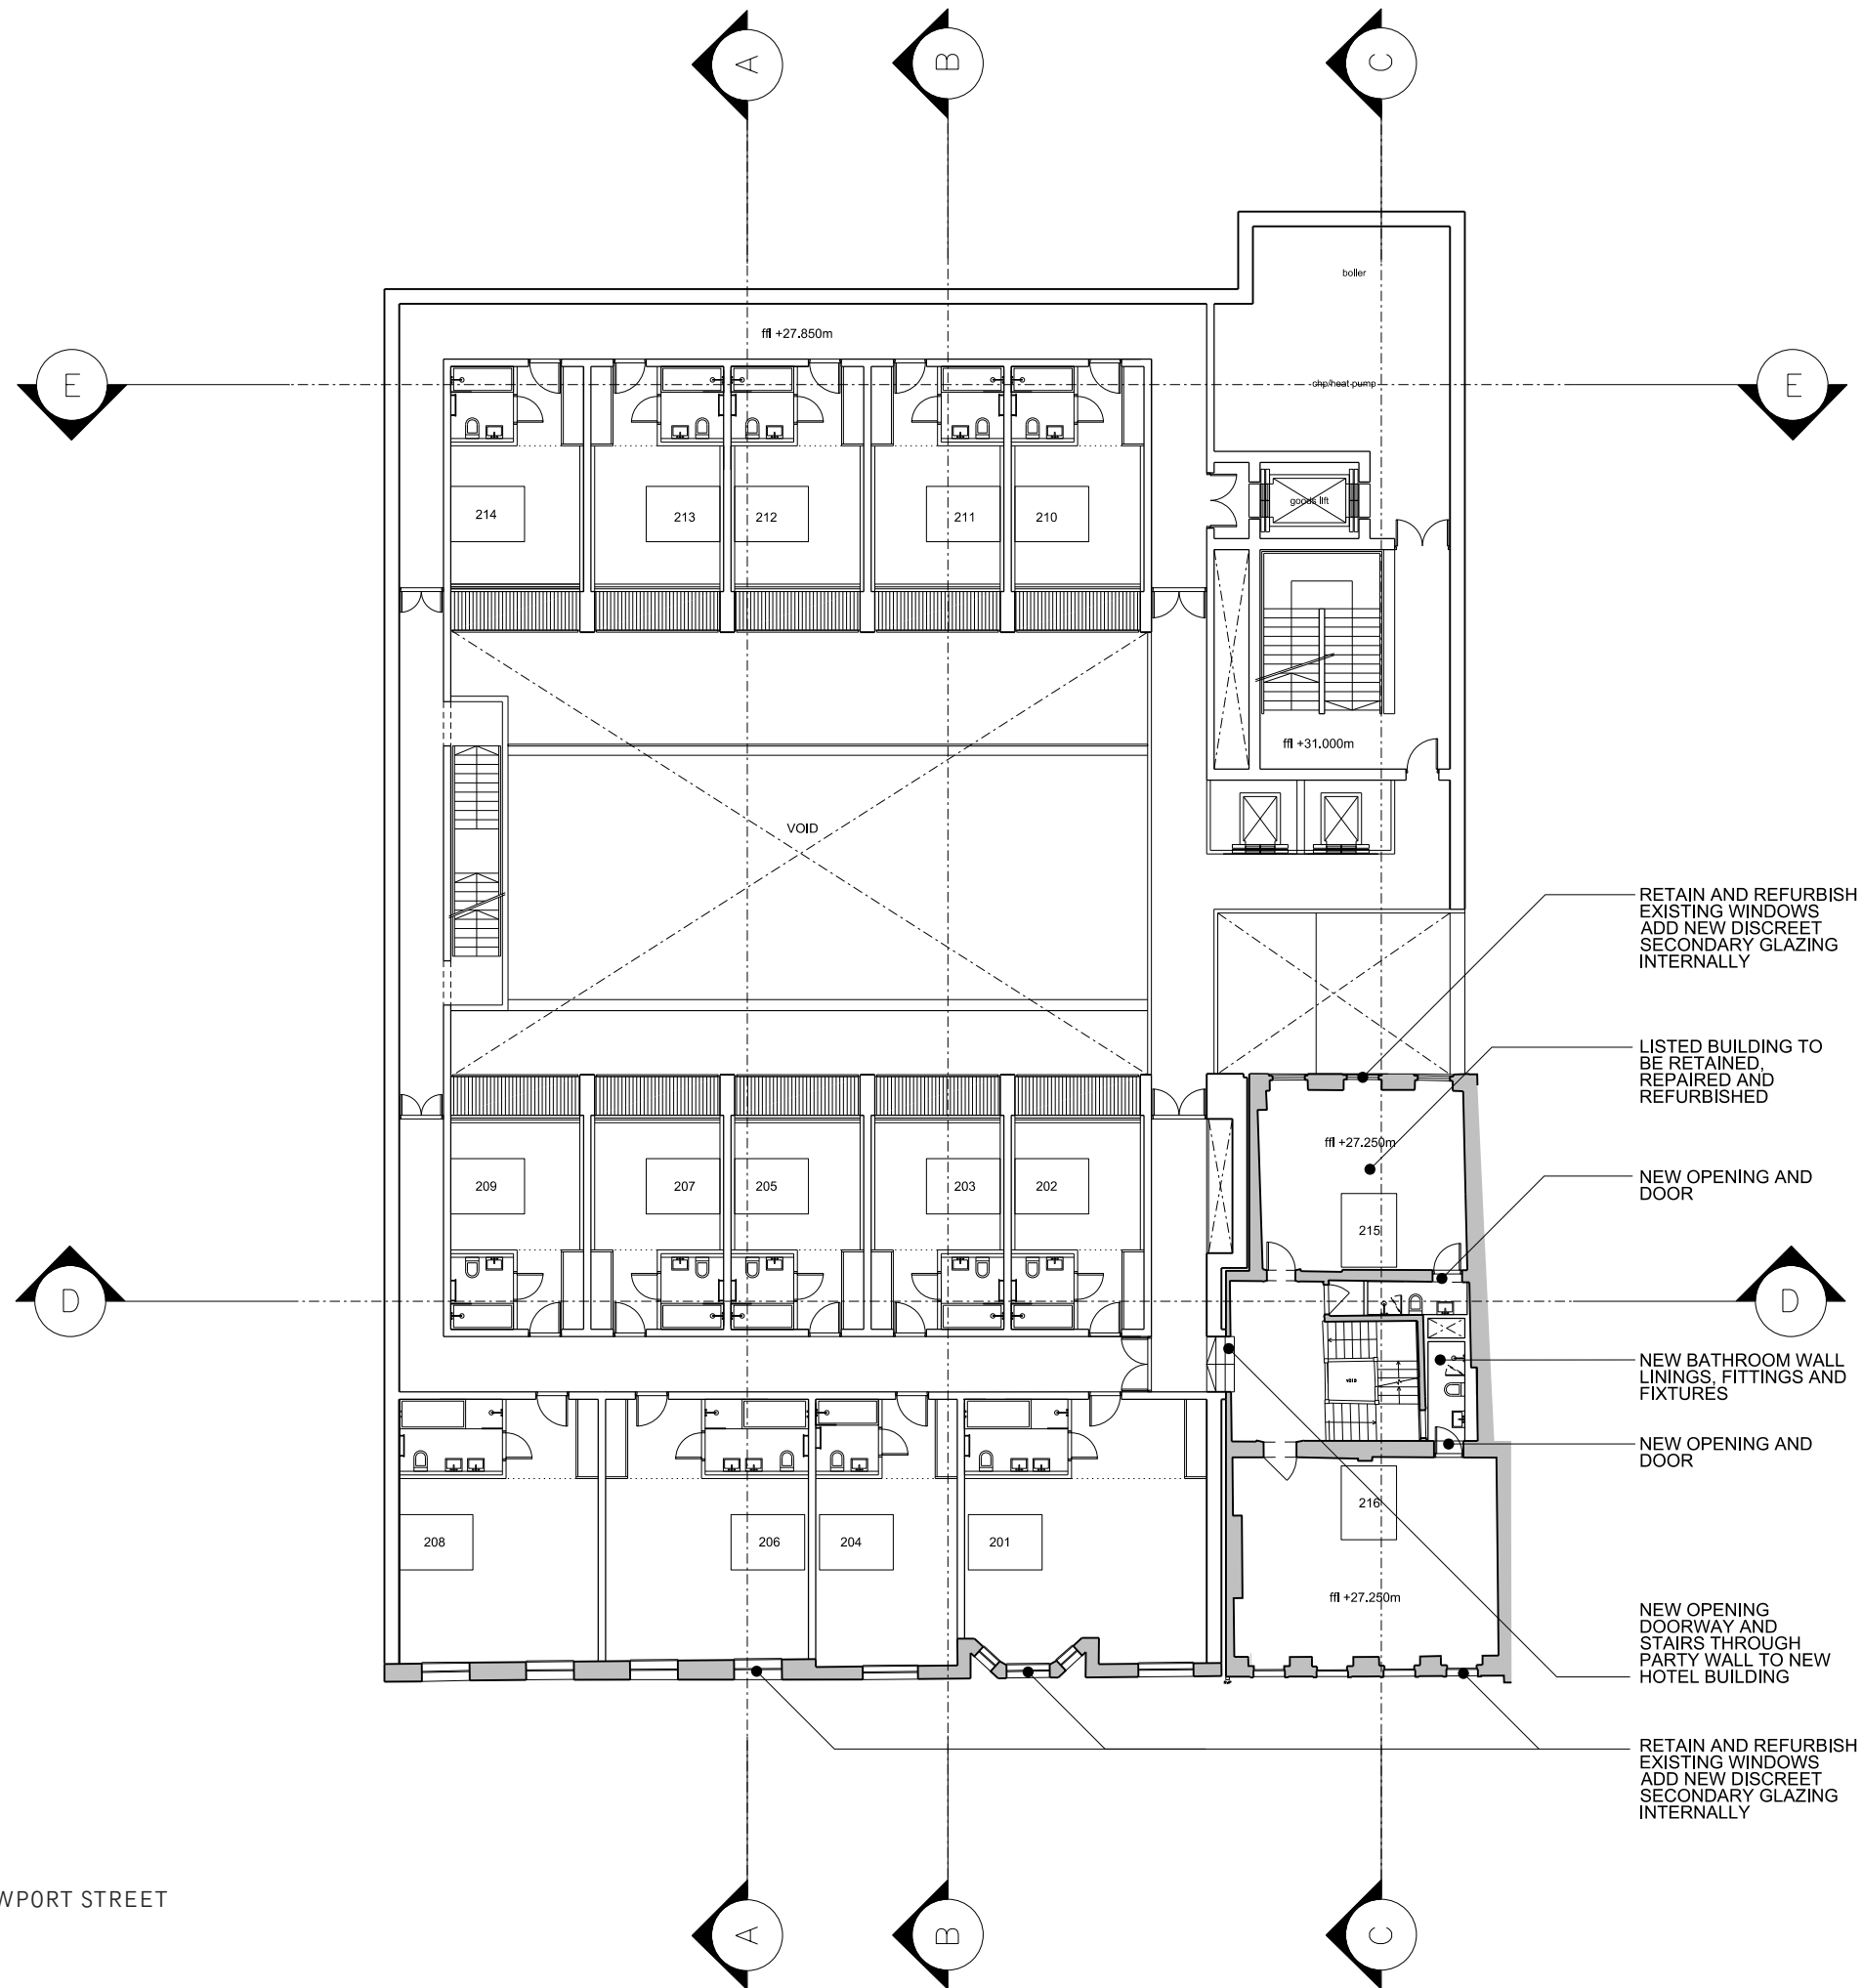 A
B
C
boiler
ffl +27.850m
E
chp/heat pump
E
goods lift
214
213
212
211
210
ffl +31.000m
VOID
RETAIN AND REFURBISH
EXISTING WINDOWS
ADD NEW DISCREET
SECONDARY GLAZING
INTERNALLY
LISTED BUILDING TO
BE RETAINED,
REPAIRED AND
REFURBISHED
ffl +27.250m
NEW OPENING AND
DOOR
209
207
205
203
202
215
D
D
NEW BATHROOM WALL
LININGS, FITTINGS AND
FIXTURES
VOID
NEW OPENING AND
DOOR
216
208
206
204
201
ffl +27.250m
NEW OPENING
DOORWAY AND
STAIRS THROUGH
PARTY WALL TO NEW
HOTEL BUILDING
RETAIN AND REFURBISH
EXISTING WINDOWS
ADD NEW DISCREET
SECONDARY GLAZING
INTERNALLY
WPORT STREET
A
B
C